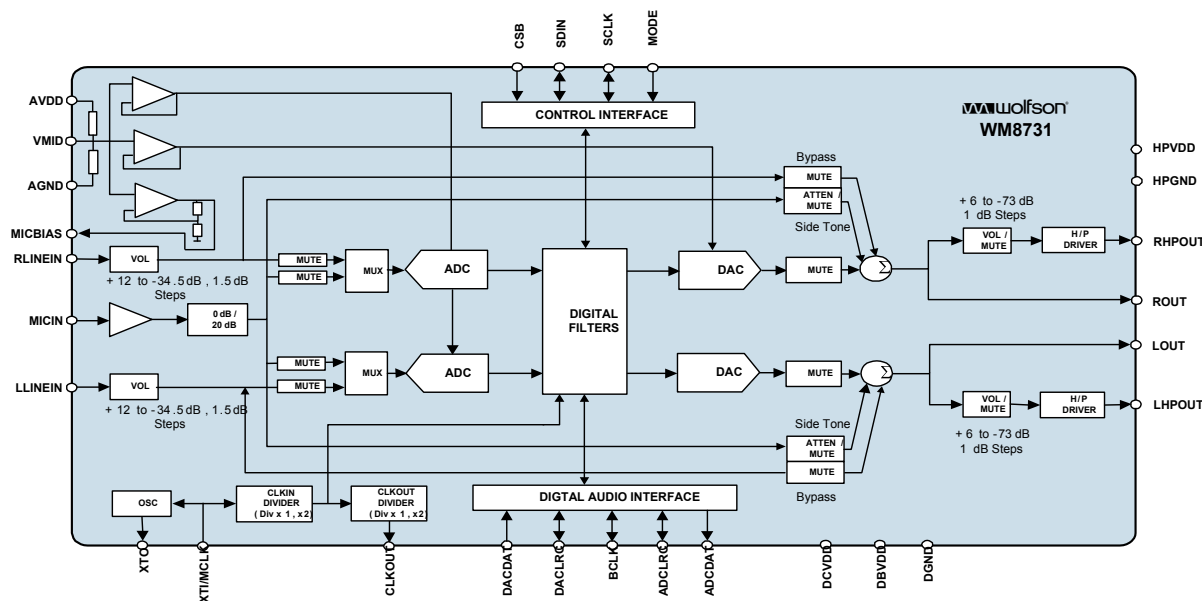 CSB
SDIN
SCLK
MODE
CONTROL INTERFACE
wolfson®
WM8731
AVDD
VMID
AGND
MICBIAS
RLINEIN
MICIN
LLINEIN
HPVDD
HPGND
RHPOUT
ROUT
LOUT
LHPOUT
VOL
+ 12 to -34.5dB , 1.5dB
Steps
0 dB /
20 dB
VOL
+ 12 to -34.5dB , 1.5dB
Steps
MUTE
MUTE
MUX
ADC
MUTE
MUTE
MUX
ADC
DIGITAL
FILTERS
DAC
DAC
Bypass
MUTE
ATTEN /
MUTE
Side Tone
MUTE
Σ
+ 6 to -73 dB
1 dB Steps
VOL /
MUTE
H/P
DRIVER
MUTE
Σ
VOL /
MUTE
H/P
DRIVER
+ 6 to -73 dB
1 dB Steps
Side Tone
ATTEN /
MUTE
MUTE
Bypass
OSC
CLKIN
DIVIDER
( Div x 1 , x2)
CLKOUT
DIVIDER
( Div x 1 , x2)
DIGTAL AUDIO INTERFACE
XTO
XTI/MCLK
CLKOUT
DACDAT
DACLRC
BCLK
ADCLRC
ADCDAT
DCVDD
DBVDD
DGND